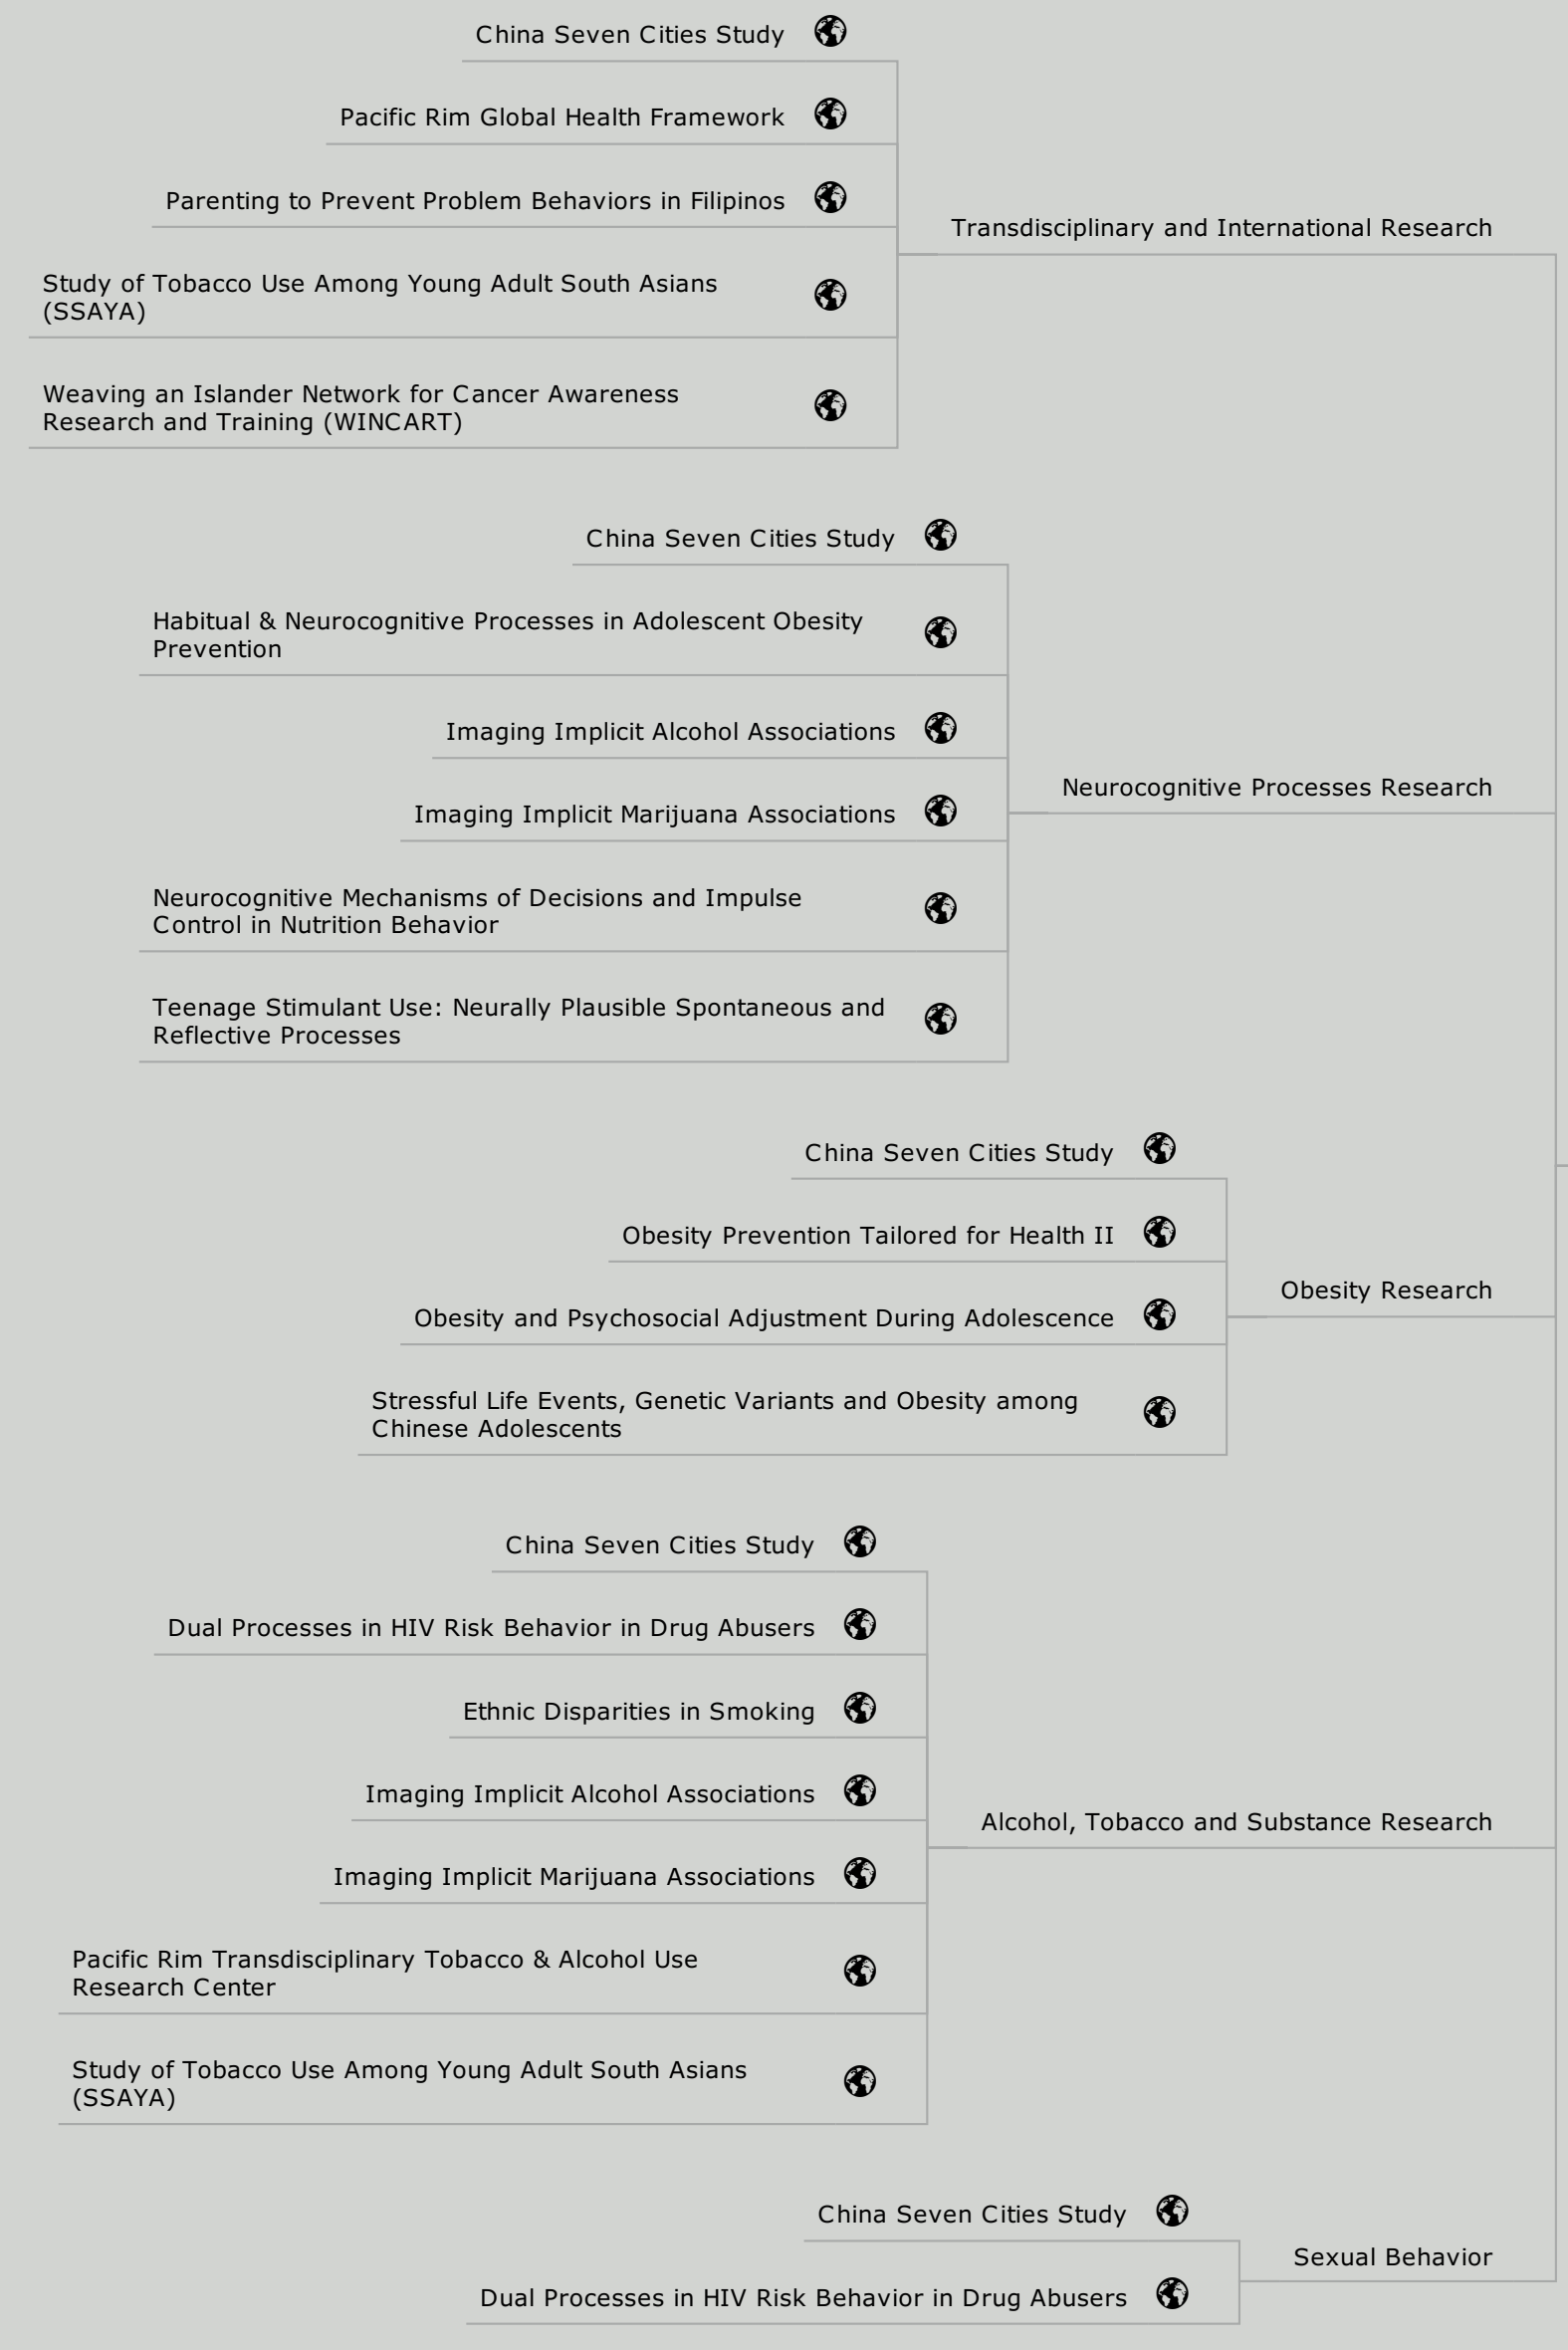 China Seven Cities Study
Pacific Rim Global Health Framework
Parenting to Prevent Problem Behaviors in Filipinos
Transdisciplinary and International Research
Study of Tobacco Use Among Young Adult South Asians
(SSAYA)
Weaving an Islander Network for Cancer Awareness
Research and Training (WINCART)
China Seven Cities Study
Habitual & Neurocognitive Processes in Adolescent Obesity
Prevention
Imaging Implicit Alcohol Associations
Neurocognitive Processes Research
Imaging Implicit Marijuana Associations
Neurocognitive Mechanisms of Decisions and Impulse
Control in Nutrition Behavior
Teenage Stimulant Use: Neurally Plausible Spontaneous and
Reflective Processes
China Seven Cities Study
Obesity Prevention Tailored for Health II
Obesity Research
Obesity and Psychosocial Adjustment During Adolescence
Stressful Life Events, Genetic Variants and Obesity among
Chinese Adolescents
China Seven Cities Study
Dual Processes in HIV Risk Behavior in Drug Abusers
Ethnic Disparities in Smoking
Imaging Implicit Alcohol Associations
Alcohol, Tobacco and Substance Research
Imaging Implicit Marijuana Associations
Pacific Rim Transdisciplinary Tobacco & Alcohol Use
Research Center
Study of Tobacco Use Among Young Adult South Asians
(SSAYA)
China Seven Cities Study
Sexual Behavior
Dual Processes in HIV Risk Behavior in Drug Abusers